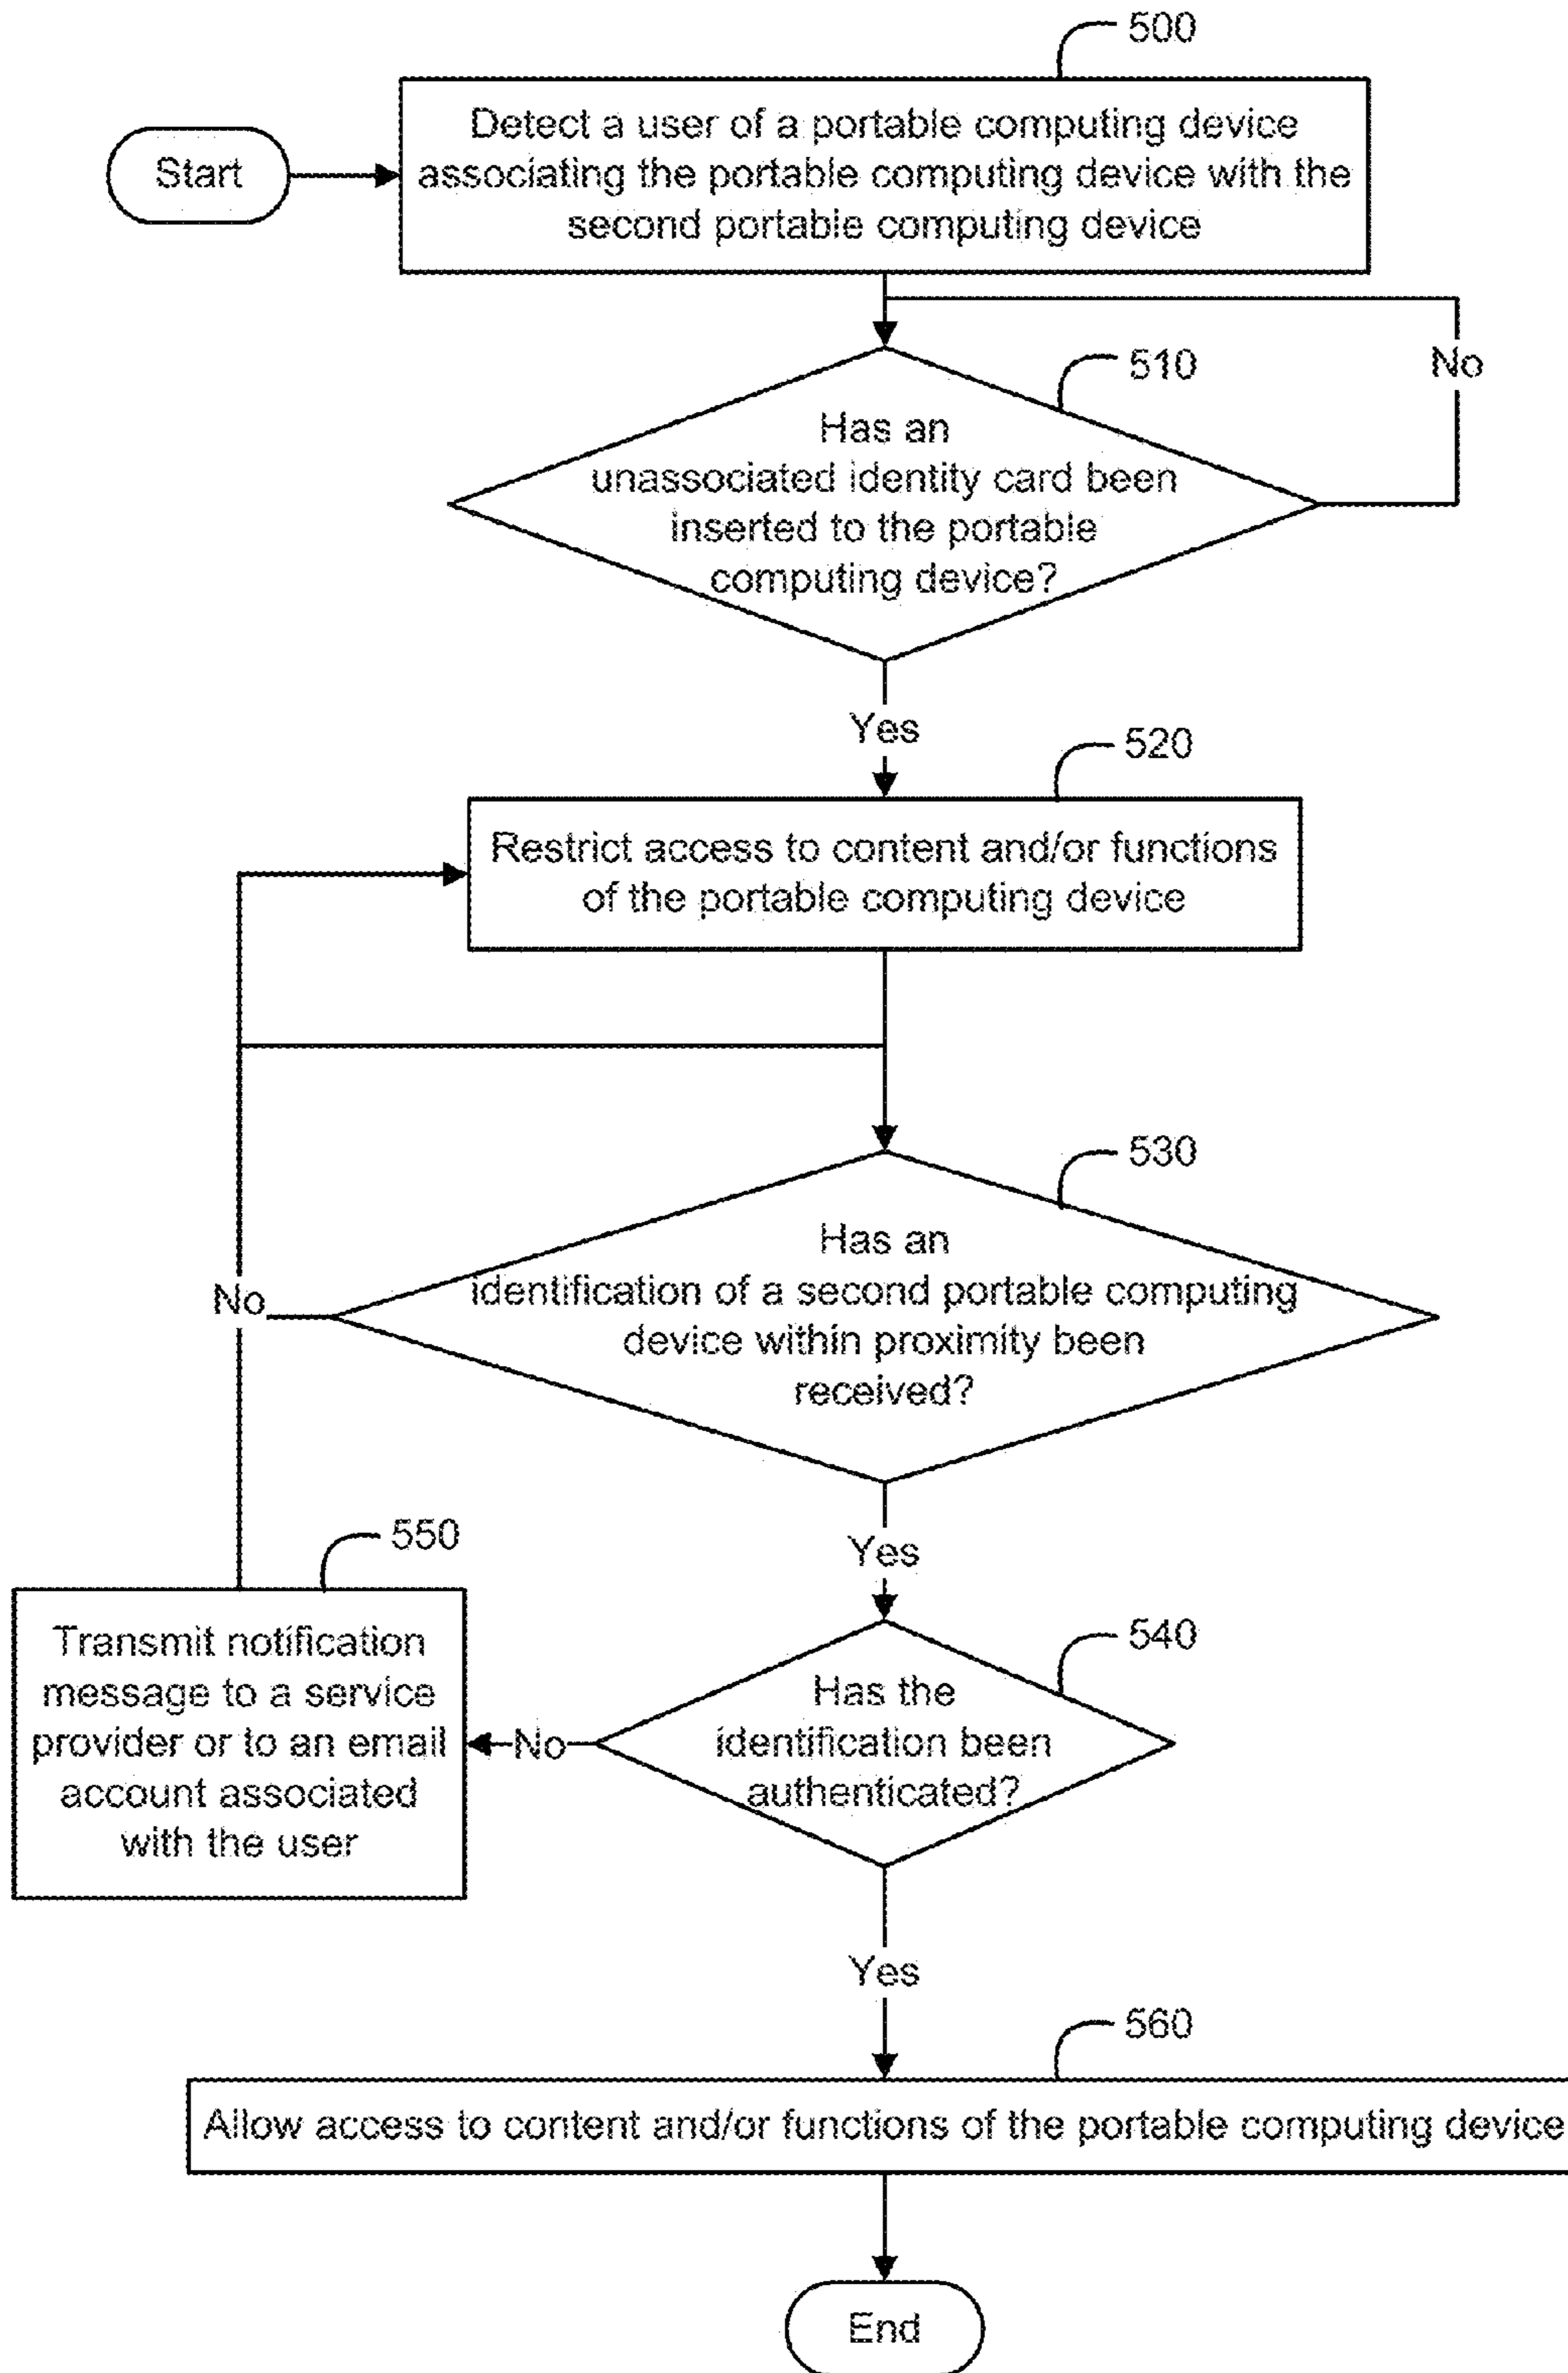 500
Start
Detect a user of a portable computing device
associating the portable computing device with the
second portable computing device
510
No
Has an
unassociated identity card been
inserted to the portable
computing device?
Yes
520
Restrict access to content and/or functions
of the portable computing device
530
Has an
identification of a second portable computing
device within proximity been
received?
No
Yes
550
Transmit notification
message to a service
provider or to an email
account associated
with the user
540
Has the
identification been
authenticated?
No
Yes
560
Allow access to content and/or functions of the portable computing device
End